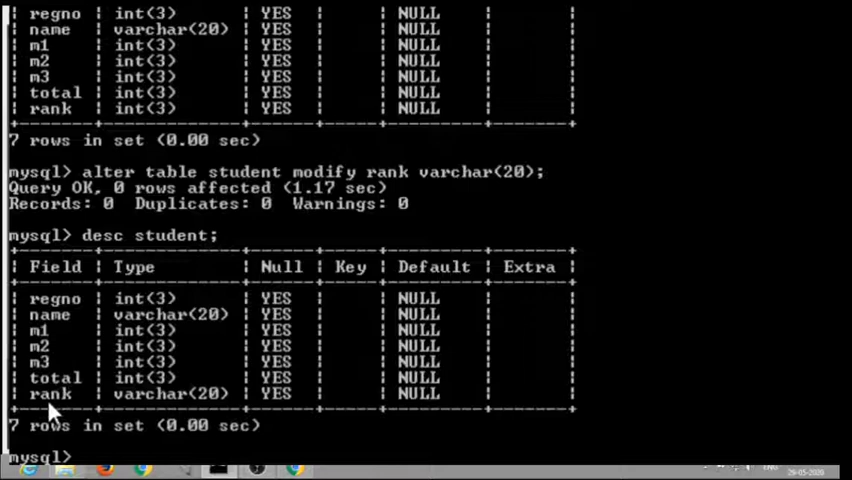 | regno | int(3) | YES | | NULL | |
| name | varchar(20) | YES | | NULL | |
| m1 | int(3) | YES | | NULL | |
| m2 | int(3) | YES | | NULL | |
| m3 | int(3) | YES | | NULL | |
| total | int(3) | YES | | NULL | |
| rank | int(3) | YES | | NULL | |
7 rows in set (0.00 sec)
mysql> alter table student modify rank varchar(20);
Query OK, 0 rows affected (1.17 sec)
Records: 0 Duplicates: 0 Warnings: 0
mysql> desc student;
| Field | Type | Null | Key | Default | Extra |
| regno | int(3) | YES | | NULL | |
| name | varchar(20) | YES | | NULL | |
| m1 | int(3) | YES | | NULL | |
| m2 | int(3) | YES | | NULL | |
| m3 | int(3) | YES | | NULL | |
| total | int(3) | YES | | NULL | |
| rank | varchar(20) | YES | | NULL | |
7 rows in set (0.00 sec)
mysql>
ENG
29-05-2020